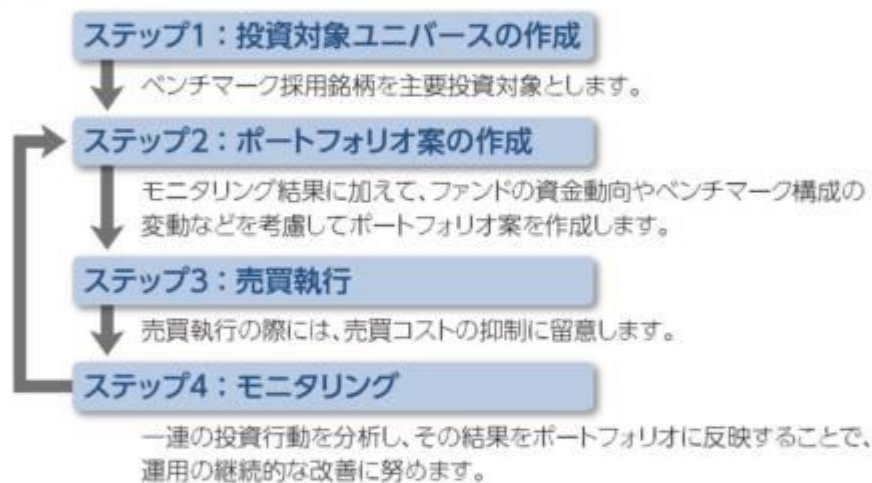 ステップ1：投資対象ユニバースの作成
ベンチマーク採用銘柄を主要投資対象とします。
ステップ2：ポートフォリオ案の作成
モニタリング結果に加えて、ファンドの資金動向やベンチマーク構成の
変動などを考慮してポートフォリオ案を作成します。
ステップ3：売買執行
売買執行の際には、売買コストの抑制に留意します。
ステップ4：モニタリング
一連の投資行動を分析し、その結果をポートフォリオに反映することで、
運用の継続的な改善に努めます。